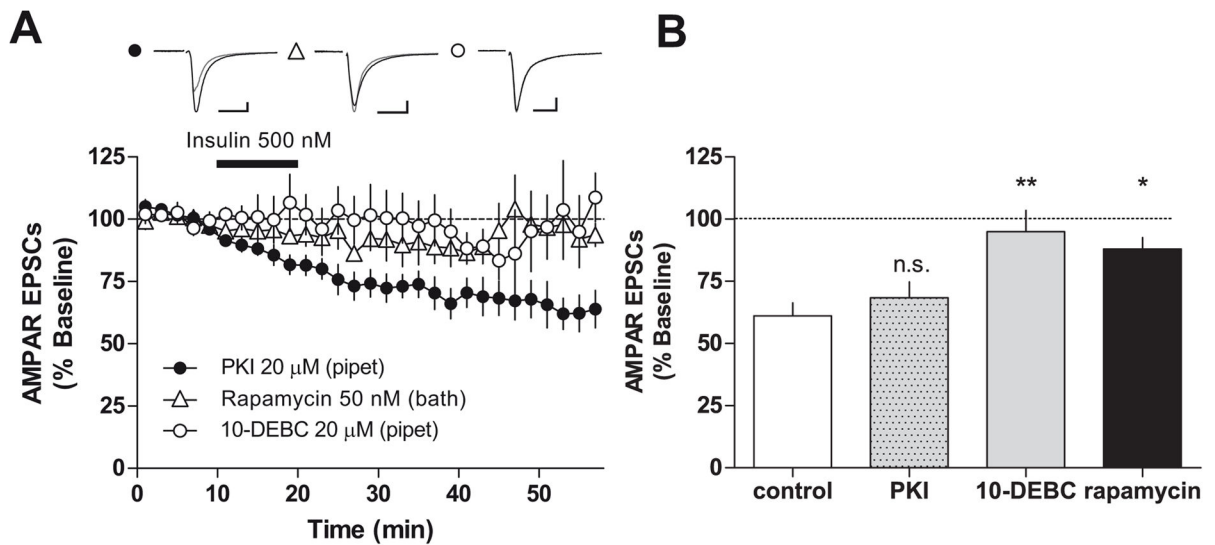 A
Insulin 500 nM
AMPAR EPSCs
(% Baseline)
125
100
75
50
25
0
PKI 20 μM (pipet)
Rapamycin 50 nM (bath)
10-DEBC 20 μM (pipet)
0 10 20 30 40 50
Time (min)
B
AMPAR EPSCs
(% Baseline)
125
100
75
50
25
0
n.s.
**
*
control PKI 10-DEBC rapamycin